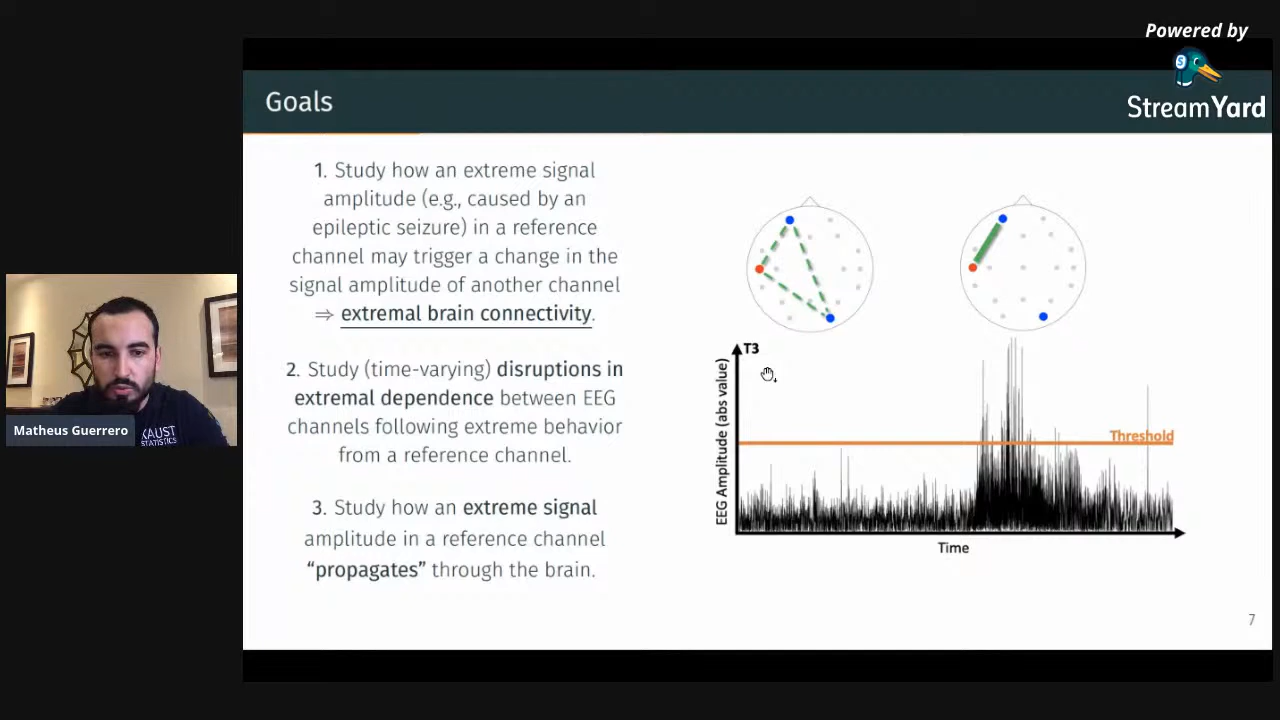 Powered by
StreamYard
Goals
1. Study how an extreme signal
amplitude (e.g., caused by an
epileptic seizure) in a reference
channel may trigger a change in the
signal amplitude of another channel
⇒ extremal brain connectivity.
2. Study (time-varying) disruptions in
extremal dependence between EEG
channels following extreme behavior
from a reference channel.
3. Study how an extreme signal
amplitude in a reference channel
“propagates” through the brain.
T3
EEG Amplitude (abs value)
Threshold
Time
7
Matheus Guerrero
KAUST
STATISTICS